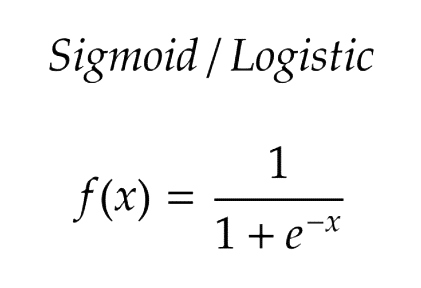 Sigmoid / Logistic
f(x) = 1 / (1 + e^{-x})